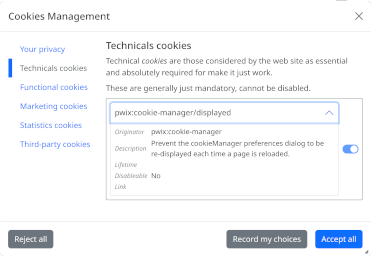 Cookies Management
Your privacy
Technicals cookies
Functional cookies
Marketing cookies
Statistics cookies
Third-party cookies
Technicals cookies
Technical cookies are those considered by the web site as essential
and absolutely required for make it just work.
These are generally just mandatory, cannot be disabled.
pwix:cookie-manager/displayed
Originator pwix:cookie-manager
Description Prevent the cookieManager preferences dialog to be
re-displayed each time a page is reloaded.
Lifetime
Disableable No
Link
Reject all
Record my choices
Accept all